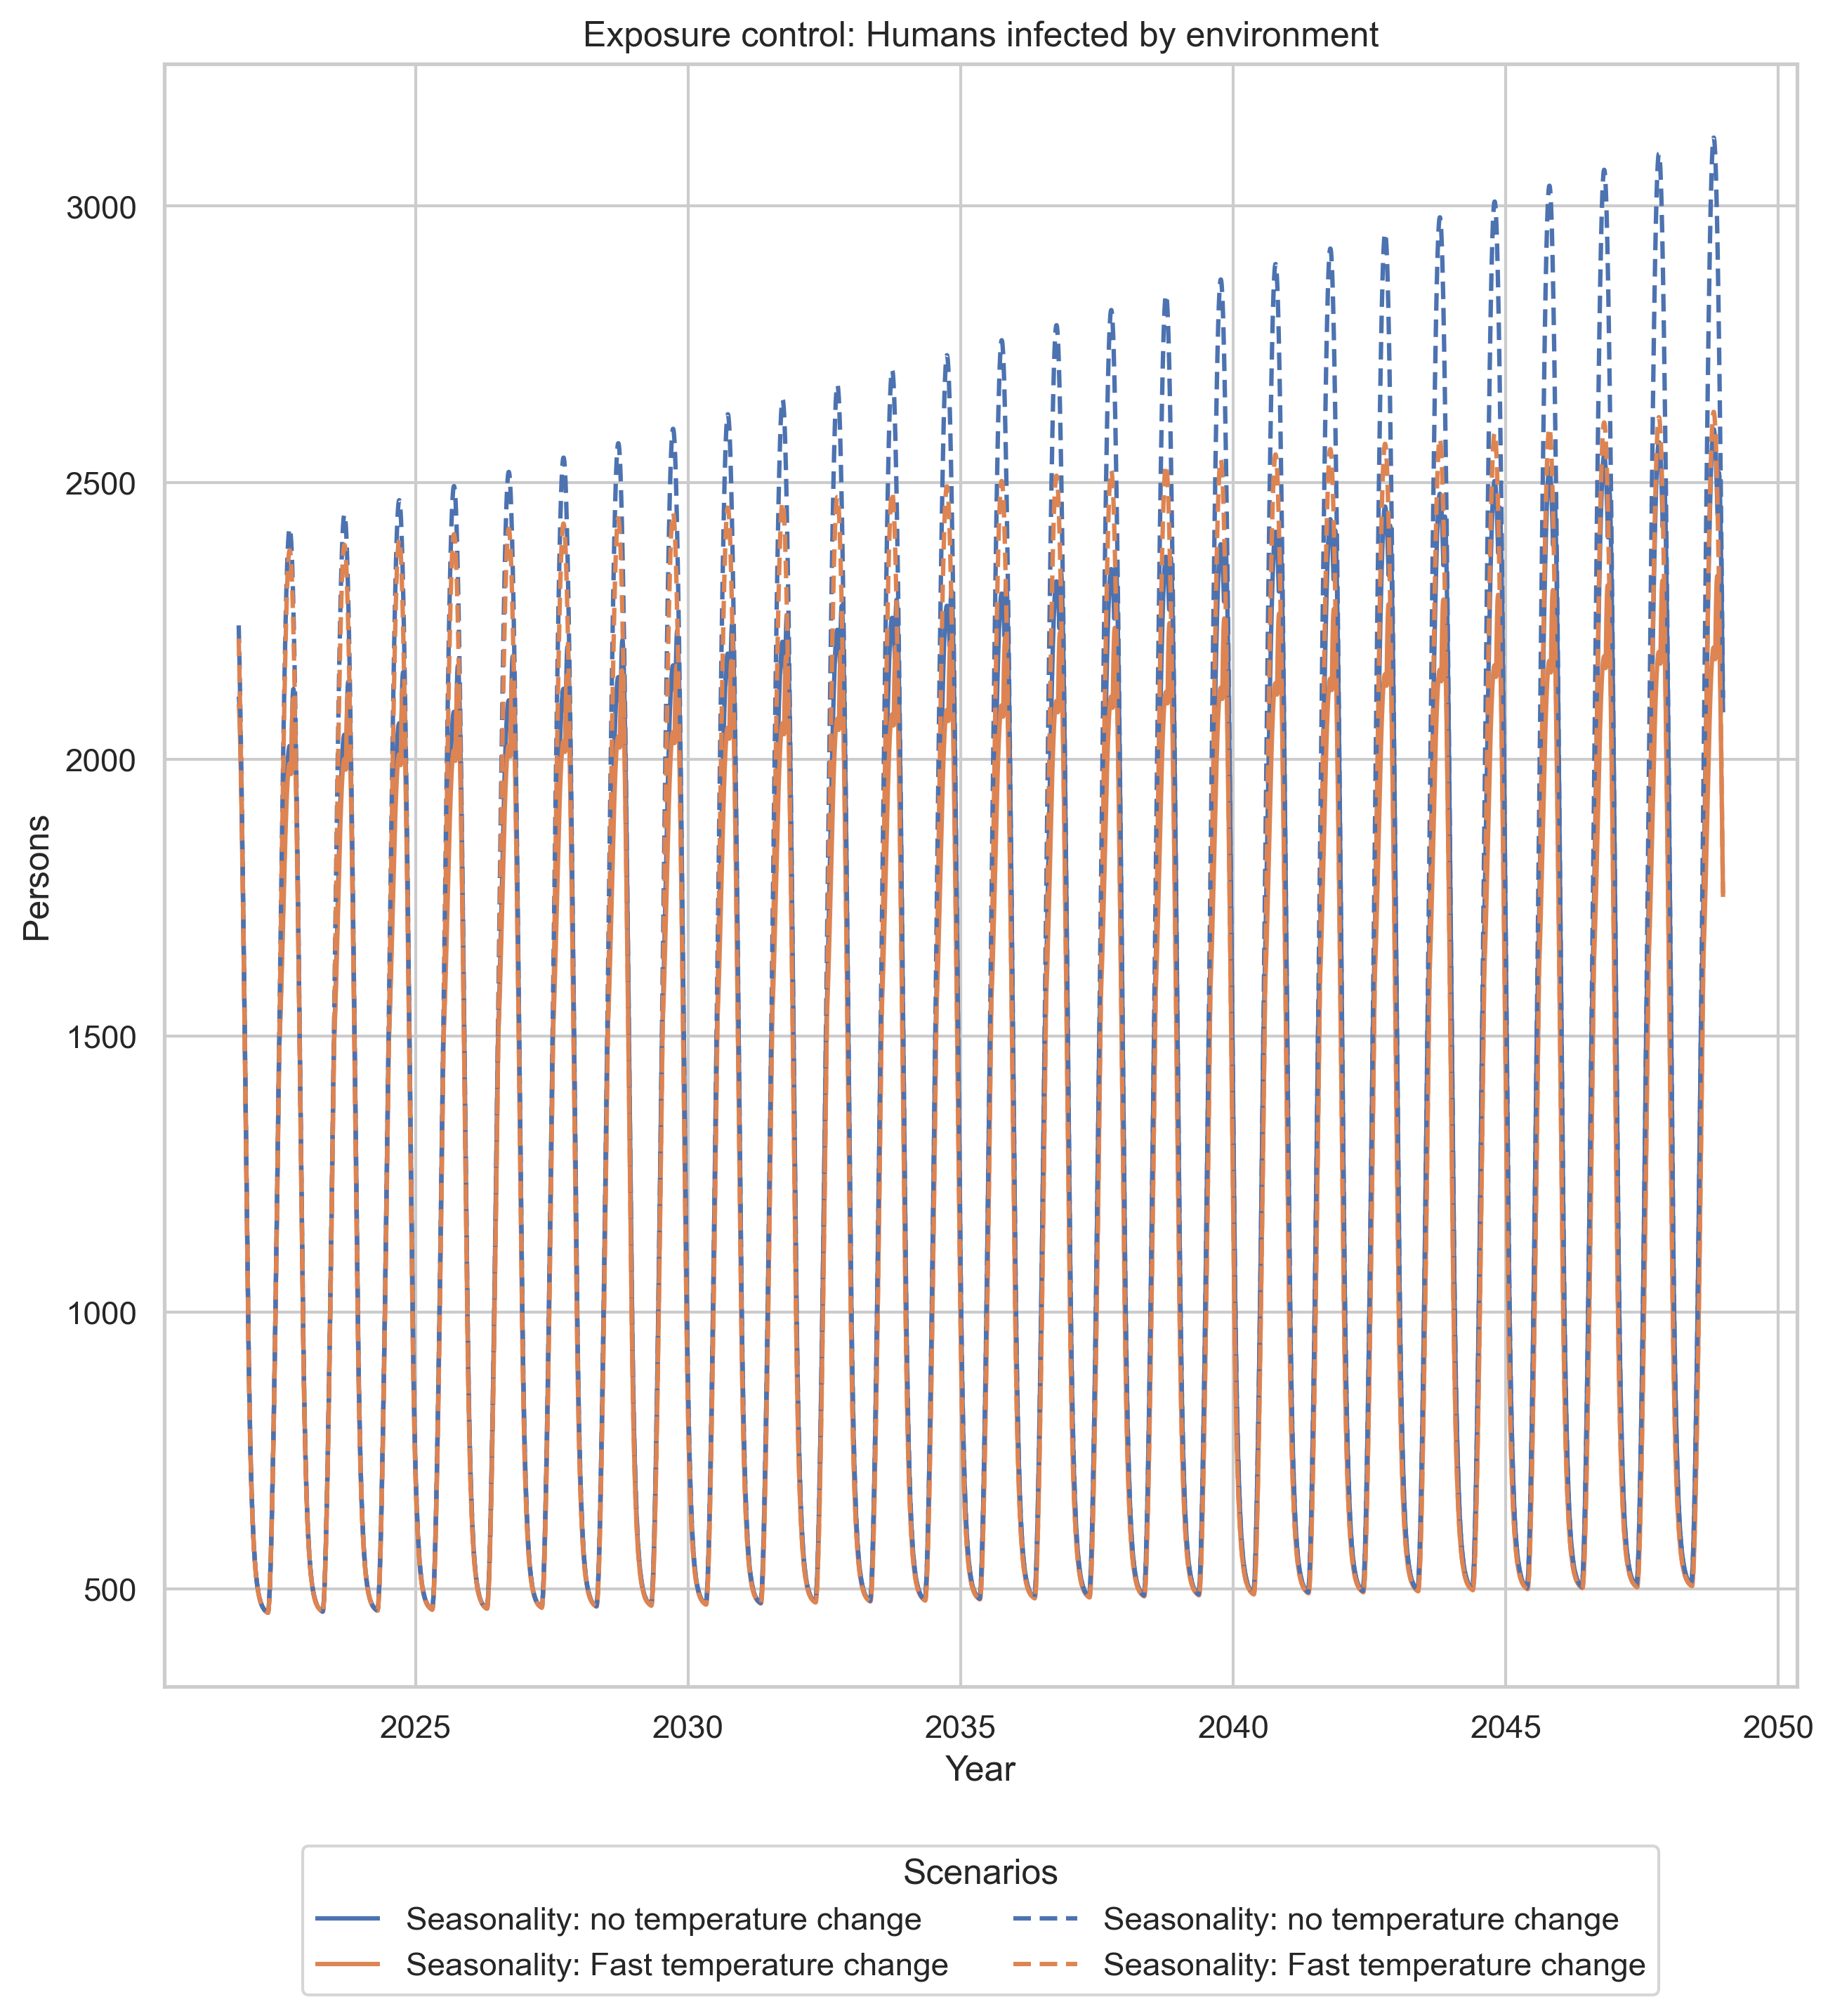 Exposure control: Humans infected by environment
3000
2500
2000
1500
1000
500
Persons
2025 2030 2035 2040 2045 2050
Year
Scenarios
Seasonality: no temperature change Seasonality: no temperature change
Seasonality: Fast temperature change Seasonality: Fast temperature change